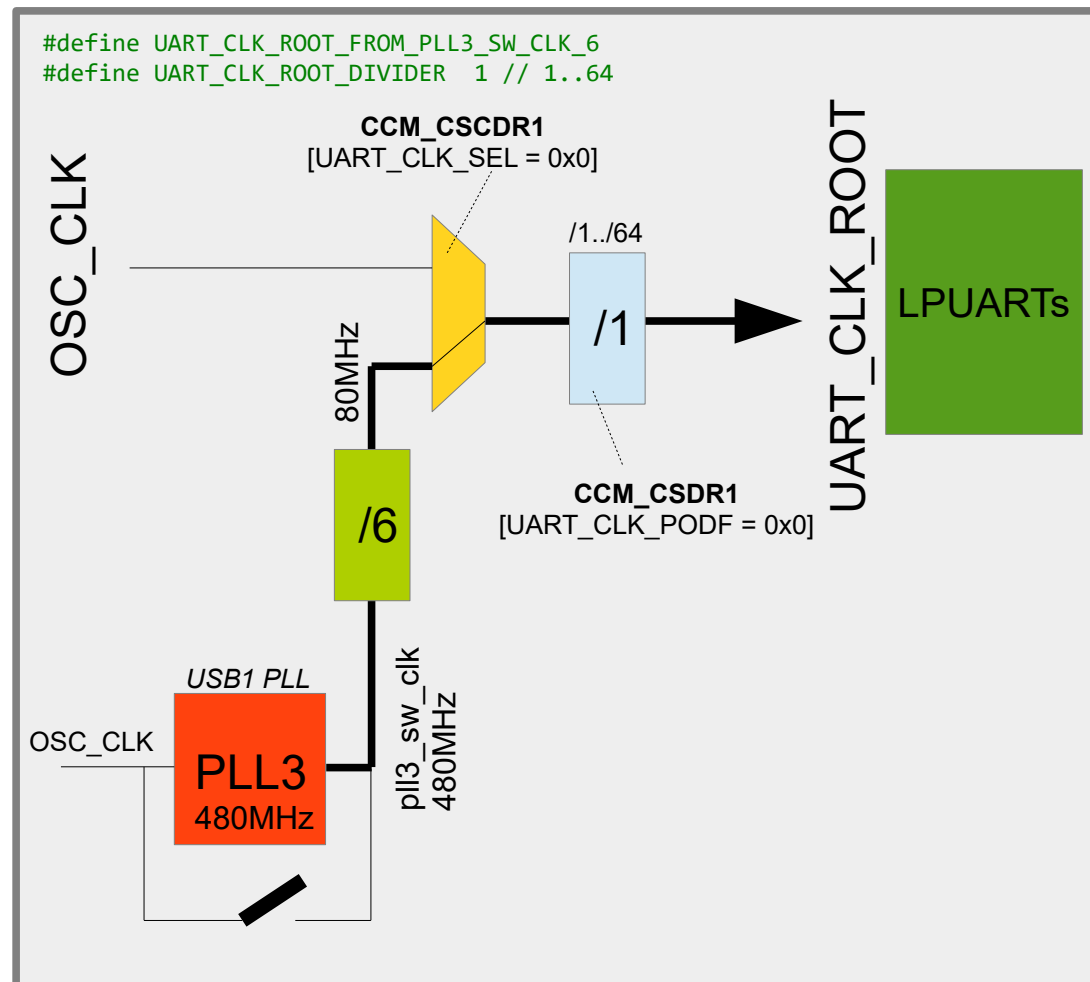 #define UART_CLK_ROOT_FROM_PLL3_SW_CLK_6
#define UART_CLK_ROOT_DIVIDER  1 // 1..64
CCM_CSCDR1
[UART_CLK_SEL = 0x0]
OSC_CLK
/1../64
/1
UART_CLK_ROOT
LPUARTs
80MHz
CCM_CSDR1
[UART_CLK_PODF = 0x0]
/6
USB1 PLL
OSC_CLK
PLL3
480MHz
pll3_sw_clk
480MHz